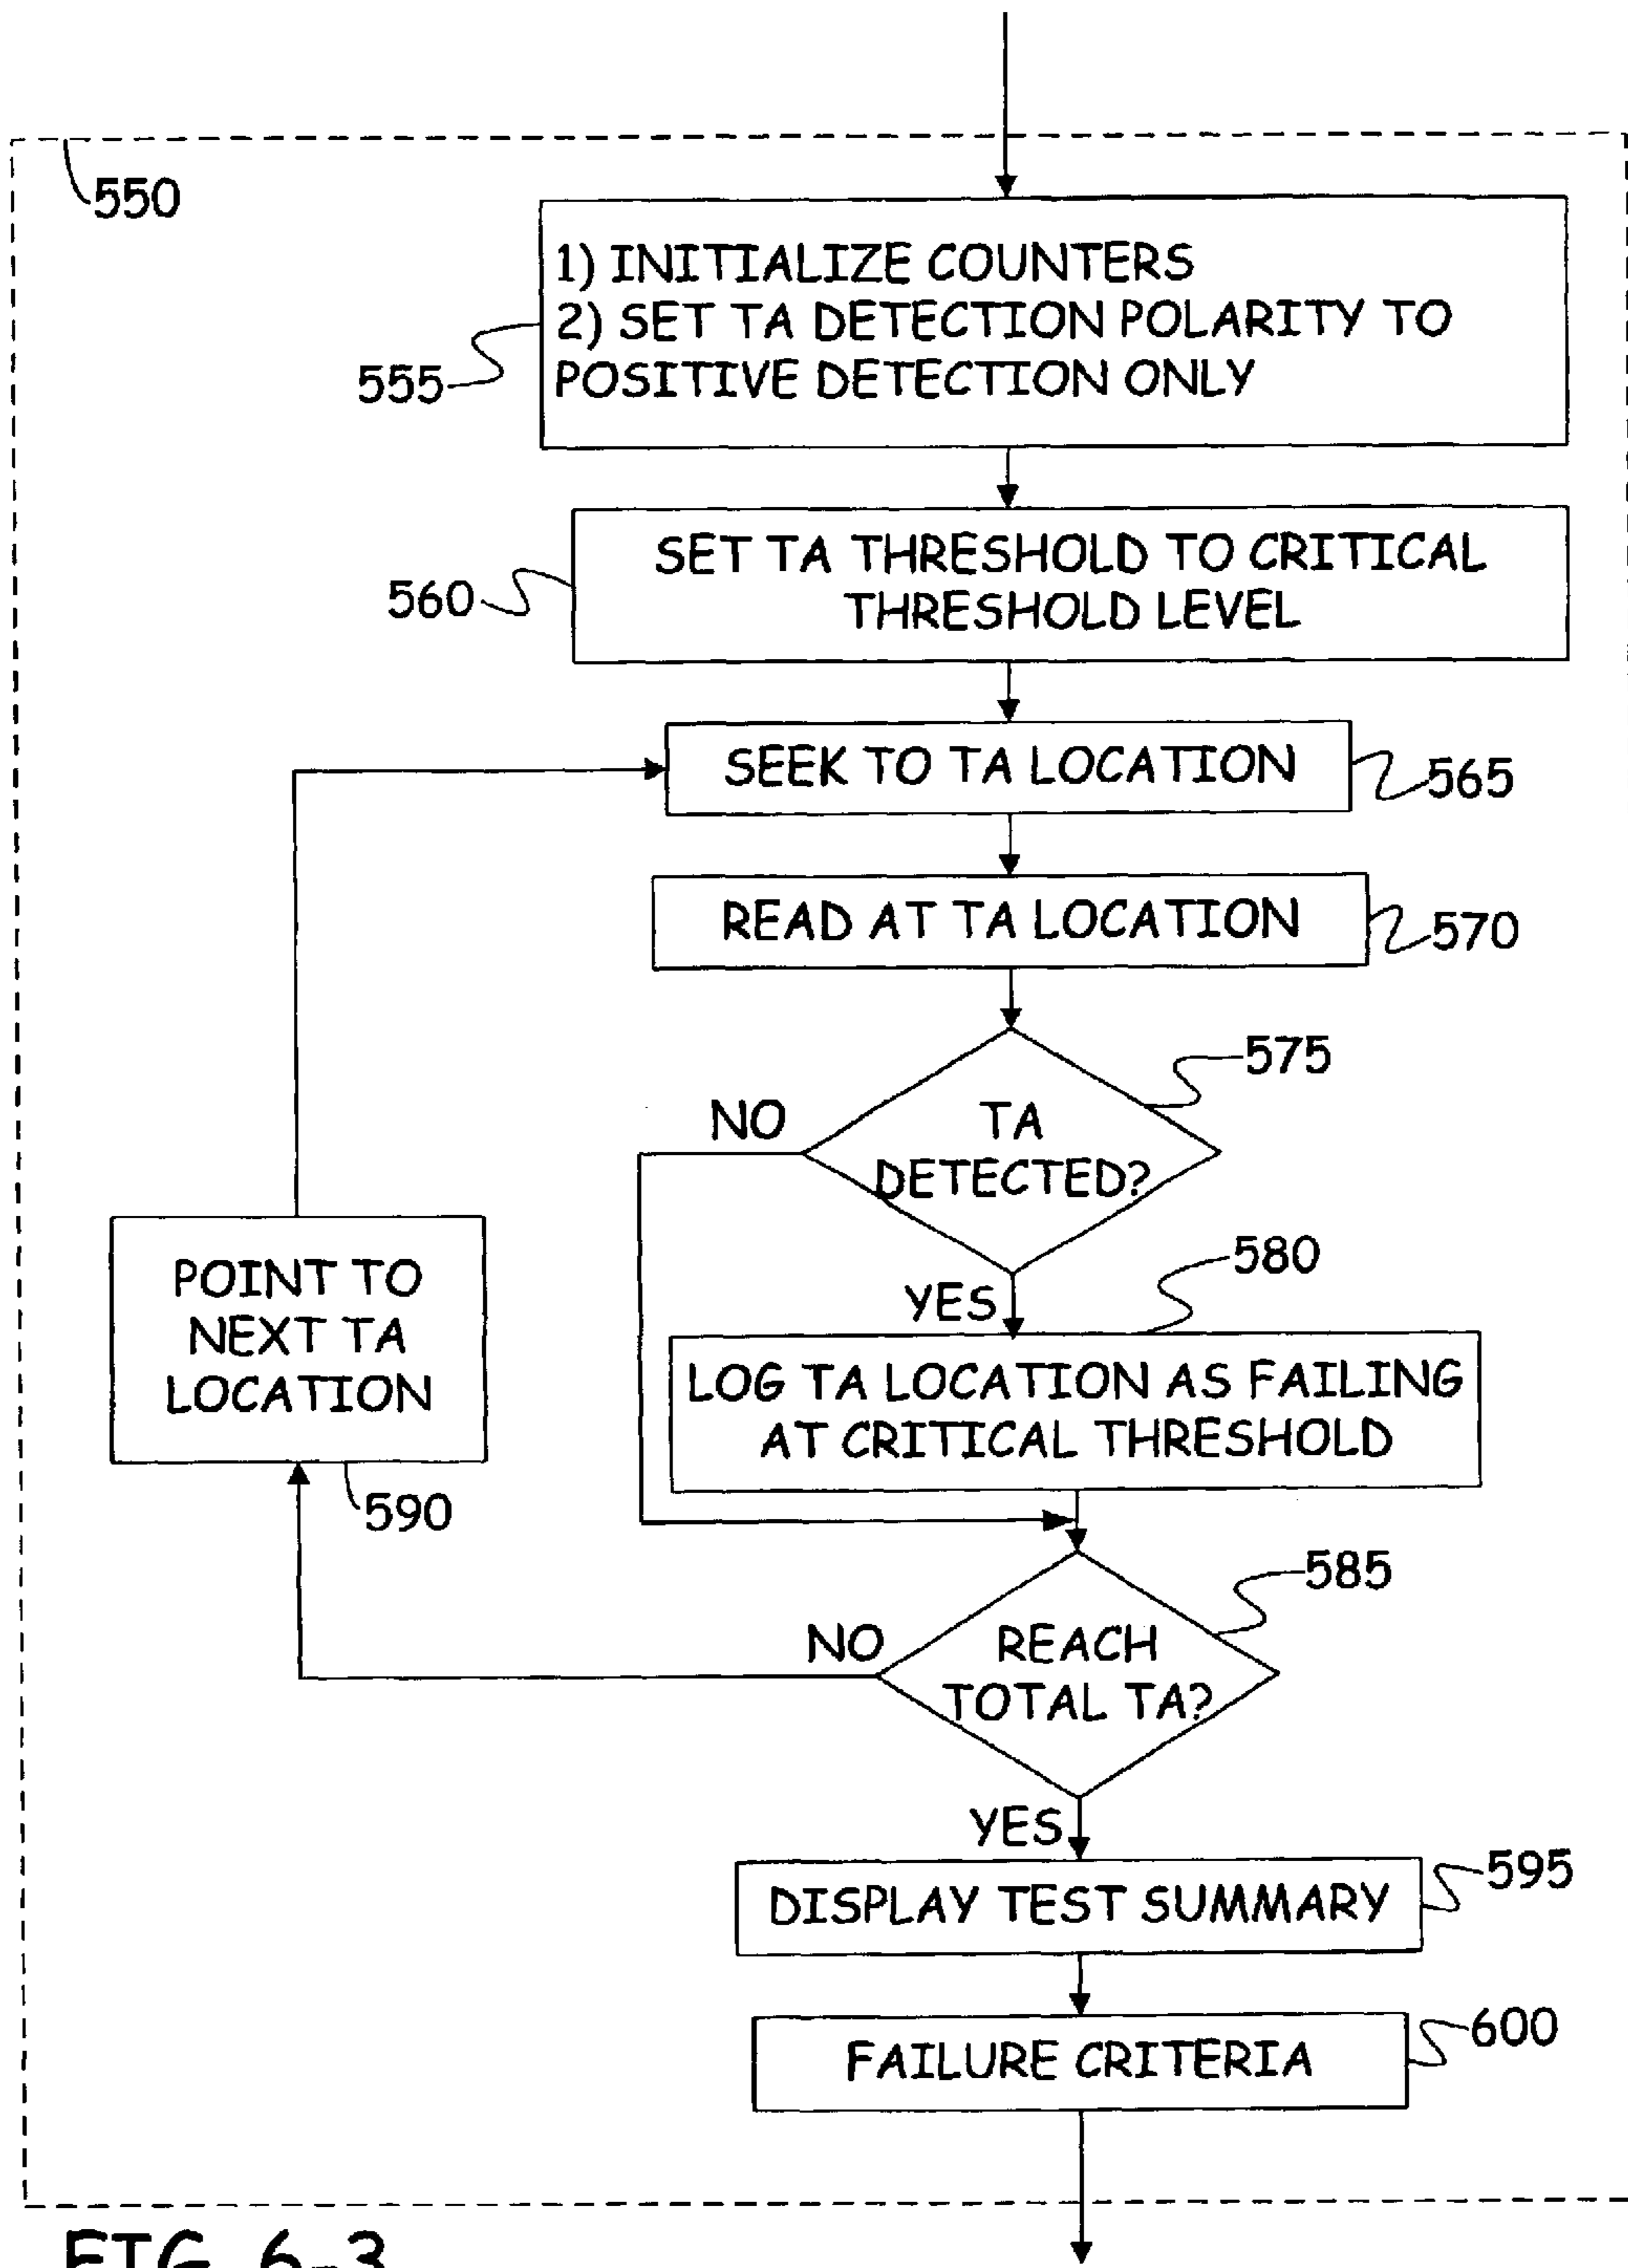 550
1) INITIALIZE COUNTERS
2) SET TA DETECTION POLARITY TO
POSITIVE DETECTION ONLY
555
SET TA THRESHOLD TO CRITICAL
THRESHOLD LEVEL
560
SEEK TO TA LOCATION
565
READ AT TA LOCATION
570
575
NO
TA
DETECTED?
580
YES
POINT TO
NEXT TA
LOCATION
590
LOG TA LOCATION AS FAILING
AT CRITICAL THRESHOLD
585
NO
REACH
TOTAL TA?
YES
595
DISPLAY TEST SUMMARY
600
FAILURE CRITERIA
FIG. 6-3